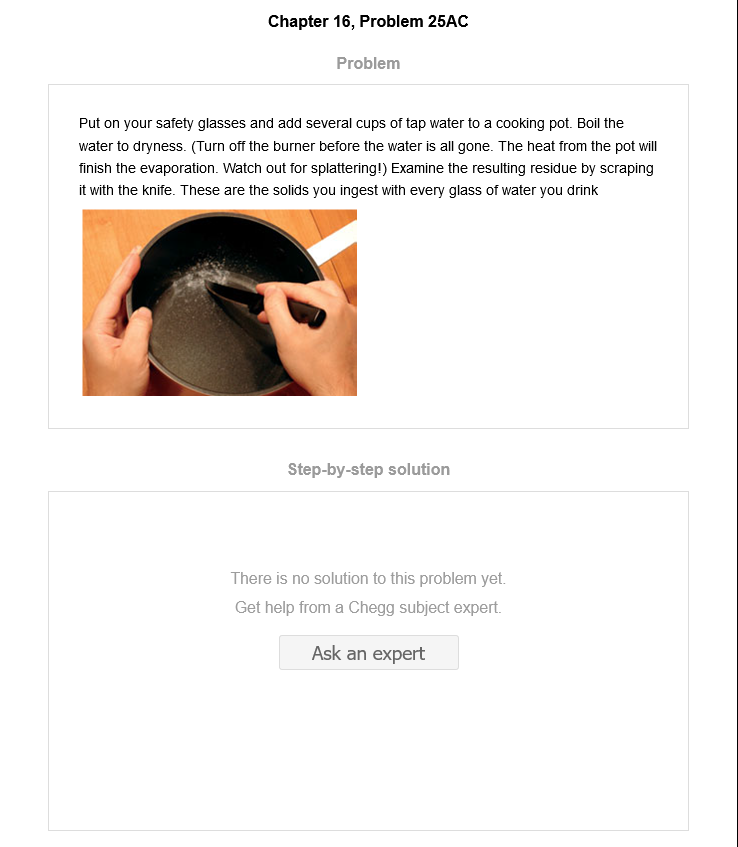 Chapter 16, Problem 25AC
Problem
Put on your safety glasses and add several cups of tap water to a cooking pot. Boil the
water to dryness. (Turn off the burner before the water is all gone. The heat from the pot will
finish the evaporation. Watch out for splattering!) Examine the resulting residue by scraping
it with the knife. These are the solids you ingest with every glass of water you drink
Step-by-step solution
There is no solution to this problem yet.
Get help from a Chegg subject expert.
Ask an expert